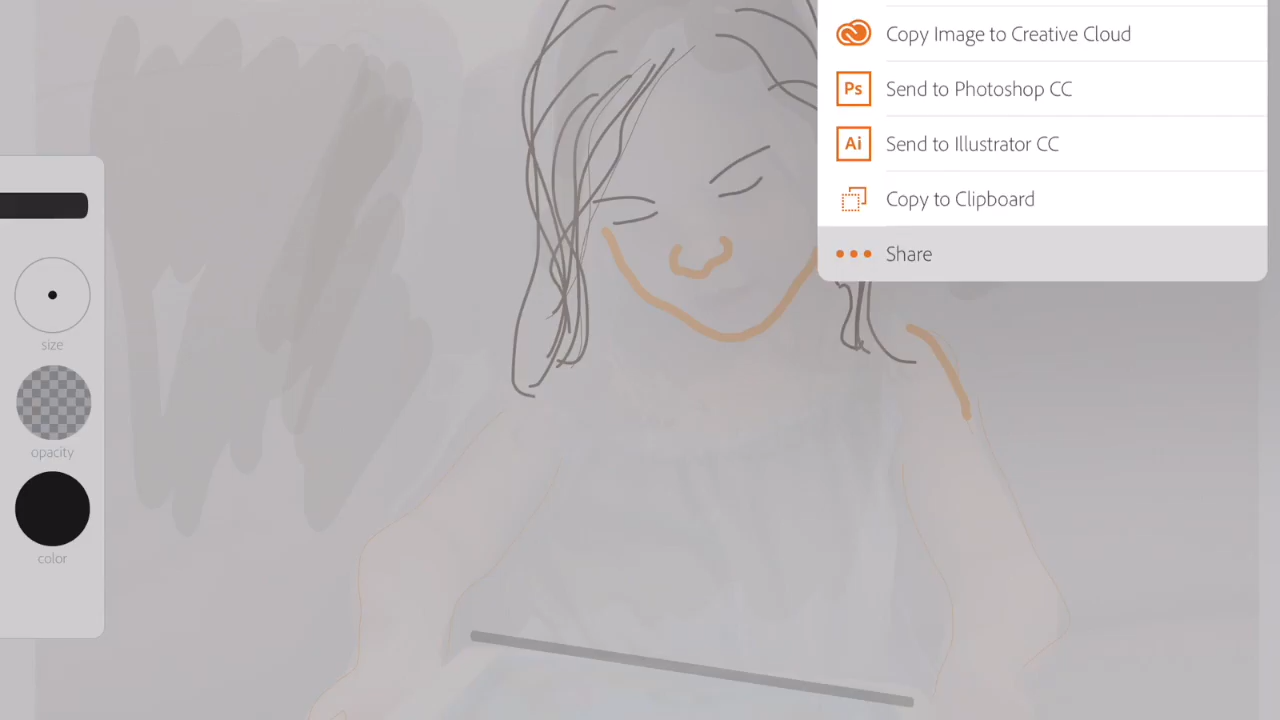 Copy Image to Creative Cloud
Ps Send to Photoshop CC
Ai Send to Illustrator CC
Copy to Clipboard
Share
size
opacity
color